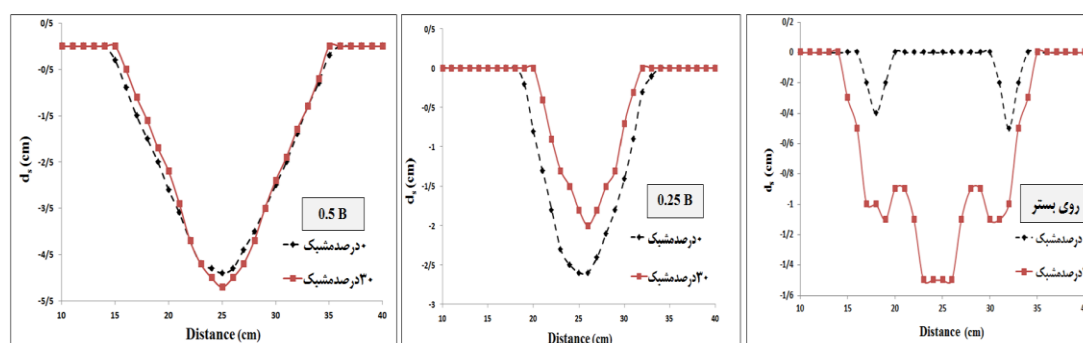 0/5
-0/5
-1/5
-2/5
-3/5
-4/5
-5/5
10 15 20 25 30 35 40
d_s (cm)
Distance (cm)
0.5 B
۰درصدمشبک
۳۰درصدمشبک
0/5
0
-0/5
-1
-1/5
-2
-2/5
-3
10 15 20 25 30 35 40
d_s (cm)
Distance (cm)
0.25 B
۰درصدمشبک
۳۰درصدمشبک
0/2
0
-0/2
-0/4
-0/6
-0/8
-1
-1/2
-1/4
-1/6
10 15 20 25 30 35 40
d_s (cm)
Distance (cm)
روی بستر
درصدمشبک
درصدمشبک